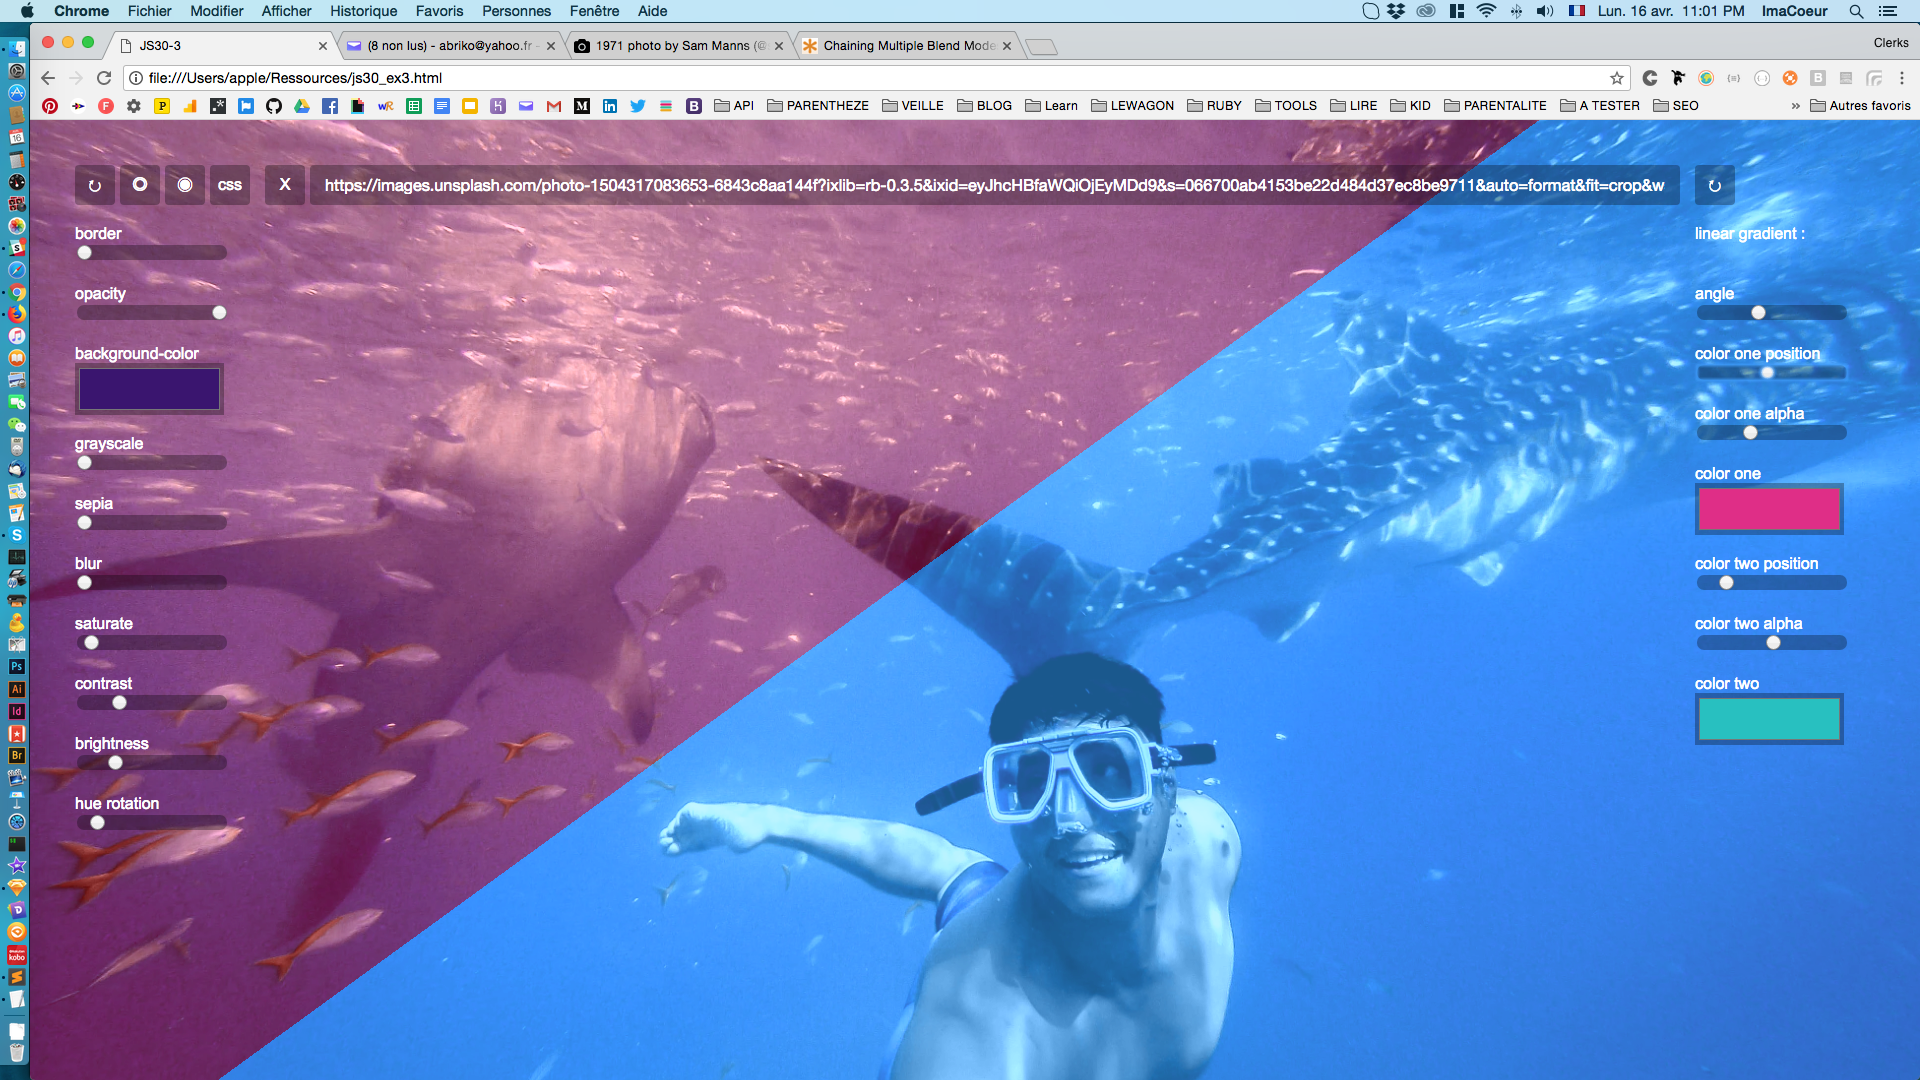 Chrome Fichier Modifier Afficher Historique Favoris Personnes Fenêtre Aide Lun. 16 avr. 11:01 PM ImaCoeur
JS30-3 (8 non lus) - abriko@yahoo.fr - 1971 photo by Sam Manns (@ Chaining Multiple Blend Mode Clerks
file:///Users/apple/Ressources/js30_ex3.html
API PARENTHEZE VEILLE BLOG Learn LEWAGON RUBY TOOLS LIRE KID PARENTALITE A TESTER SEO » Autres favoris
css X https://images.unsplash.com/photo-1504317083653-6843c8aa144f?ixlib=rb-0.3.5&ixid=eyJhcHBfaWQiOjEyMDd9&s=066700ab4153be22d484d37ec8be9711&auto=format&fit=crop&w
border
opacity
background-color
grayscale
sepia
blur
saturate
contrast
brightness
hue rotation
linear gradient :
angle
color one position
color one alpha
color one
color two position
color two alpha
color two